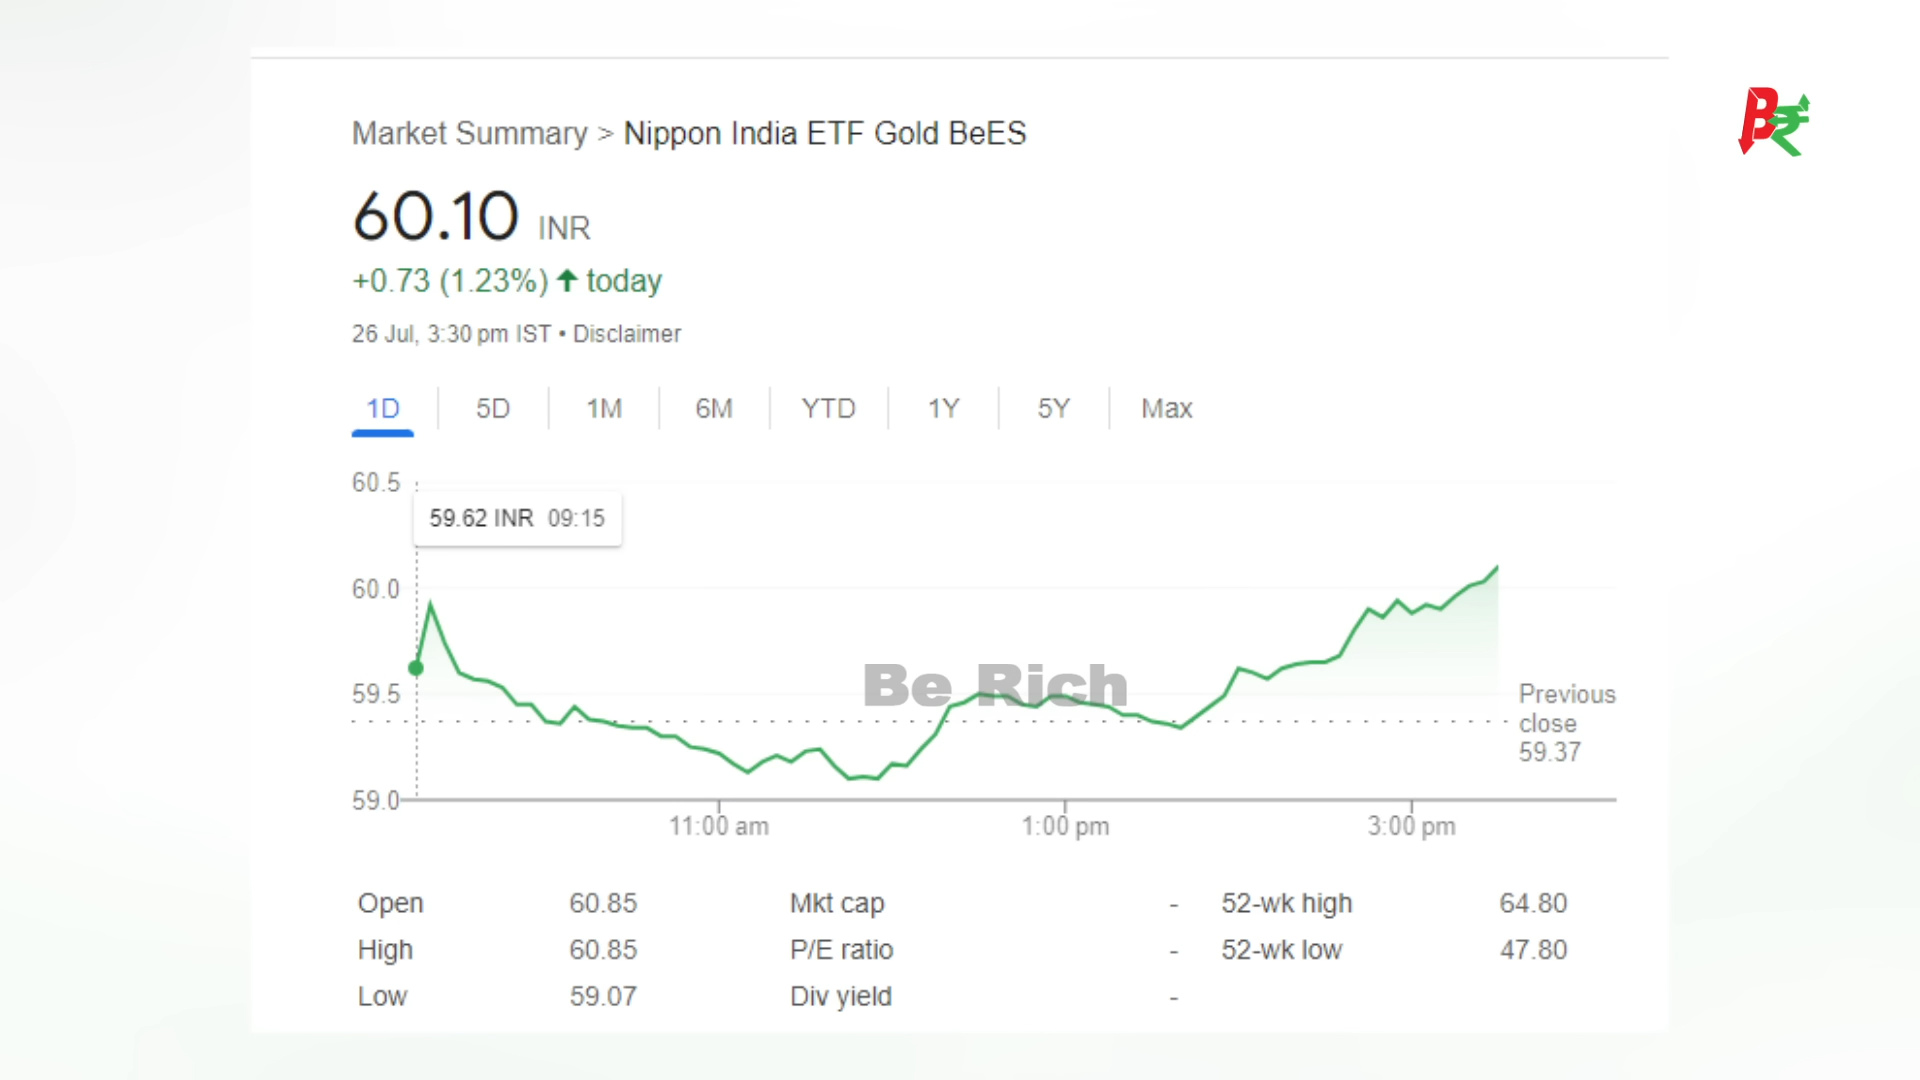 Market Summary > Nippon India ETF Gold BeES
60.10 INR
+0.73 (1.23%) ↑ today
26 Jul, 3:30 pm IST • Disclaimer
1D 5D 1M 6M YTD 1Y 5Y Max
60.5
59.62 INR 09:15
60.0
59.5
59.0
Be Rich
Previous
close
59.37
11:00 am 1:00 pm 3:00 pm
Open 60.85 Mkt cap - 52-wk high 64.80
High 60.85 P/E ratio - 52-wk low 47.80
Low 59.07 Div yield -
B₹